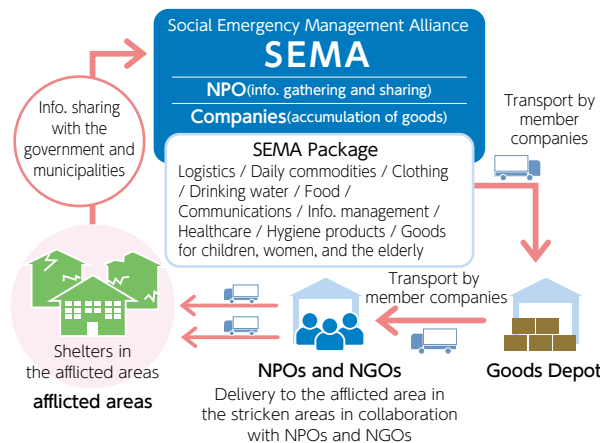 Social Emergency Management Alliance
SEMA
NPO(info. gathering and sharing)
Companies(accumulation of goods)
SEMA Package
Logistics / Daily commodities / Clothing
/ Drinking water / Food /
Communications / Info. management /
Healthcare / Hygiene products / Goods
for children, women, and the elderly
Transport by
member
companies
Goods Depot
Transport by
member companies
NPOs and NGOs
Delivery to the afflicted area in
the stricken areas in collaboration
with NPOs and NGOs
Shelters in
the afflicted areas
afflicted areas
Info. sharing
with the
government and
municipalities